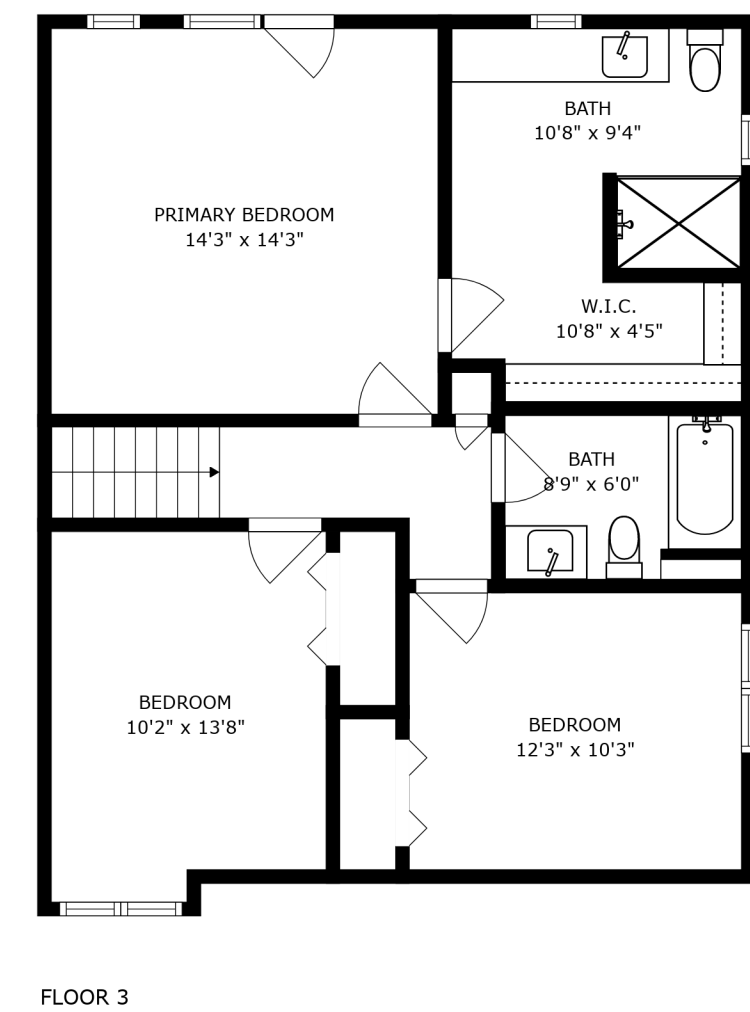 BATH
10'8" x 9'4"
PRIMARY BEDROOM
14'3" x 14'3"
W.I.C.
10'8" x 4'5"
BATH
8'9" x 6'0"
BEDROOM
10'2" x 13'8"
BEDROOM
12'3" x 10'3"
FLOOR 3